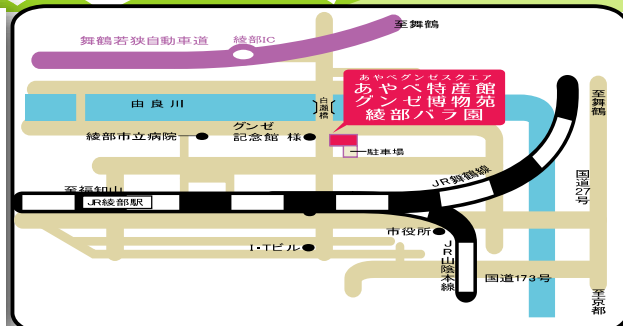 至舞鶴
舞鶴若狭自動車道
綾部IC
あやべグンゼスクエア
あやべ特産館
グンゼ博物苑
綾部バラ園
至舞鶴
由良川
白瀬橋
グンゼ
記念館 様
綾部市立病院
駐車場
JR舞鶴線
至福知山
JR綾部駅
国道27号
市役所
I・Tビル
JR山陰本線
国道173号
至京都